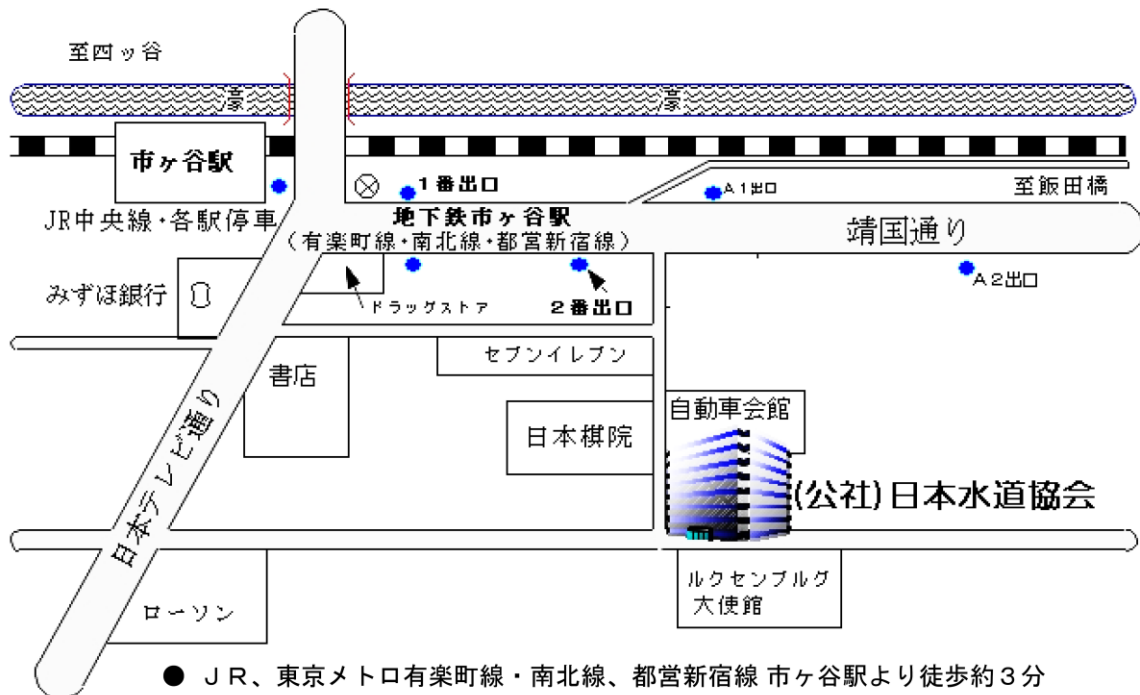 至四ッ谷
濠
濠
市ヶ谷駅
1番出口
A1出口
至飯田橋
JR中央線・各駅停車
地下鉄市ヶ谷駅
(有楽町線・南北線・都営新宿線)
靖国通り
みずほ銀行
ドラッグストア
2番出口
A2出口
書店
セブンイレブン
自動車会館
日本棋院
日本テレビ通り
(公社)日本水道協会
ローソン
ルクセンブルグ
大使館
● JR、東京メトロ有楽町線・南北線、都営新宿線 市ヶ谷駅より徒歩約3分